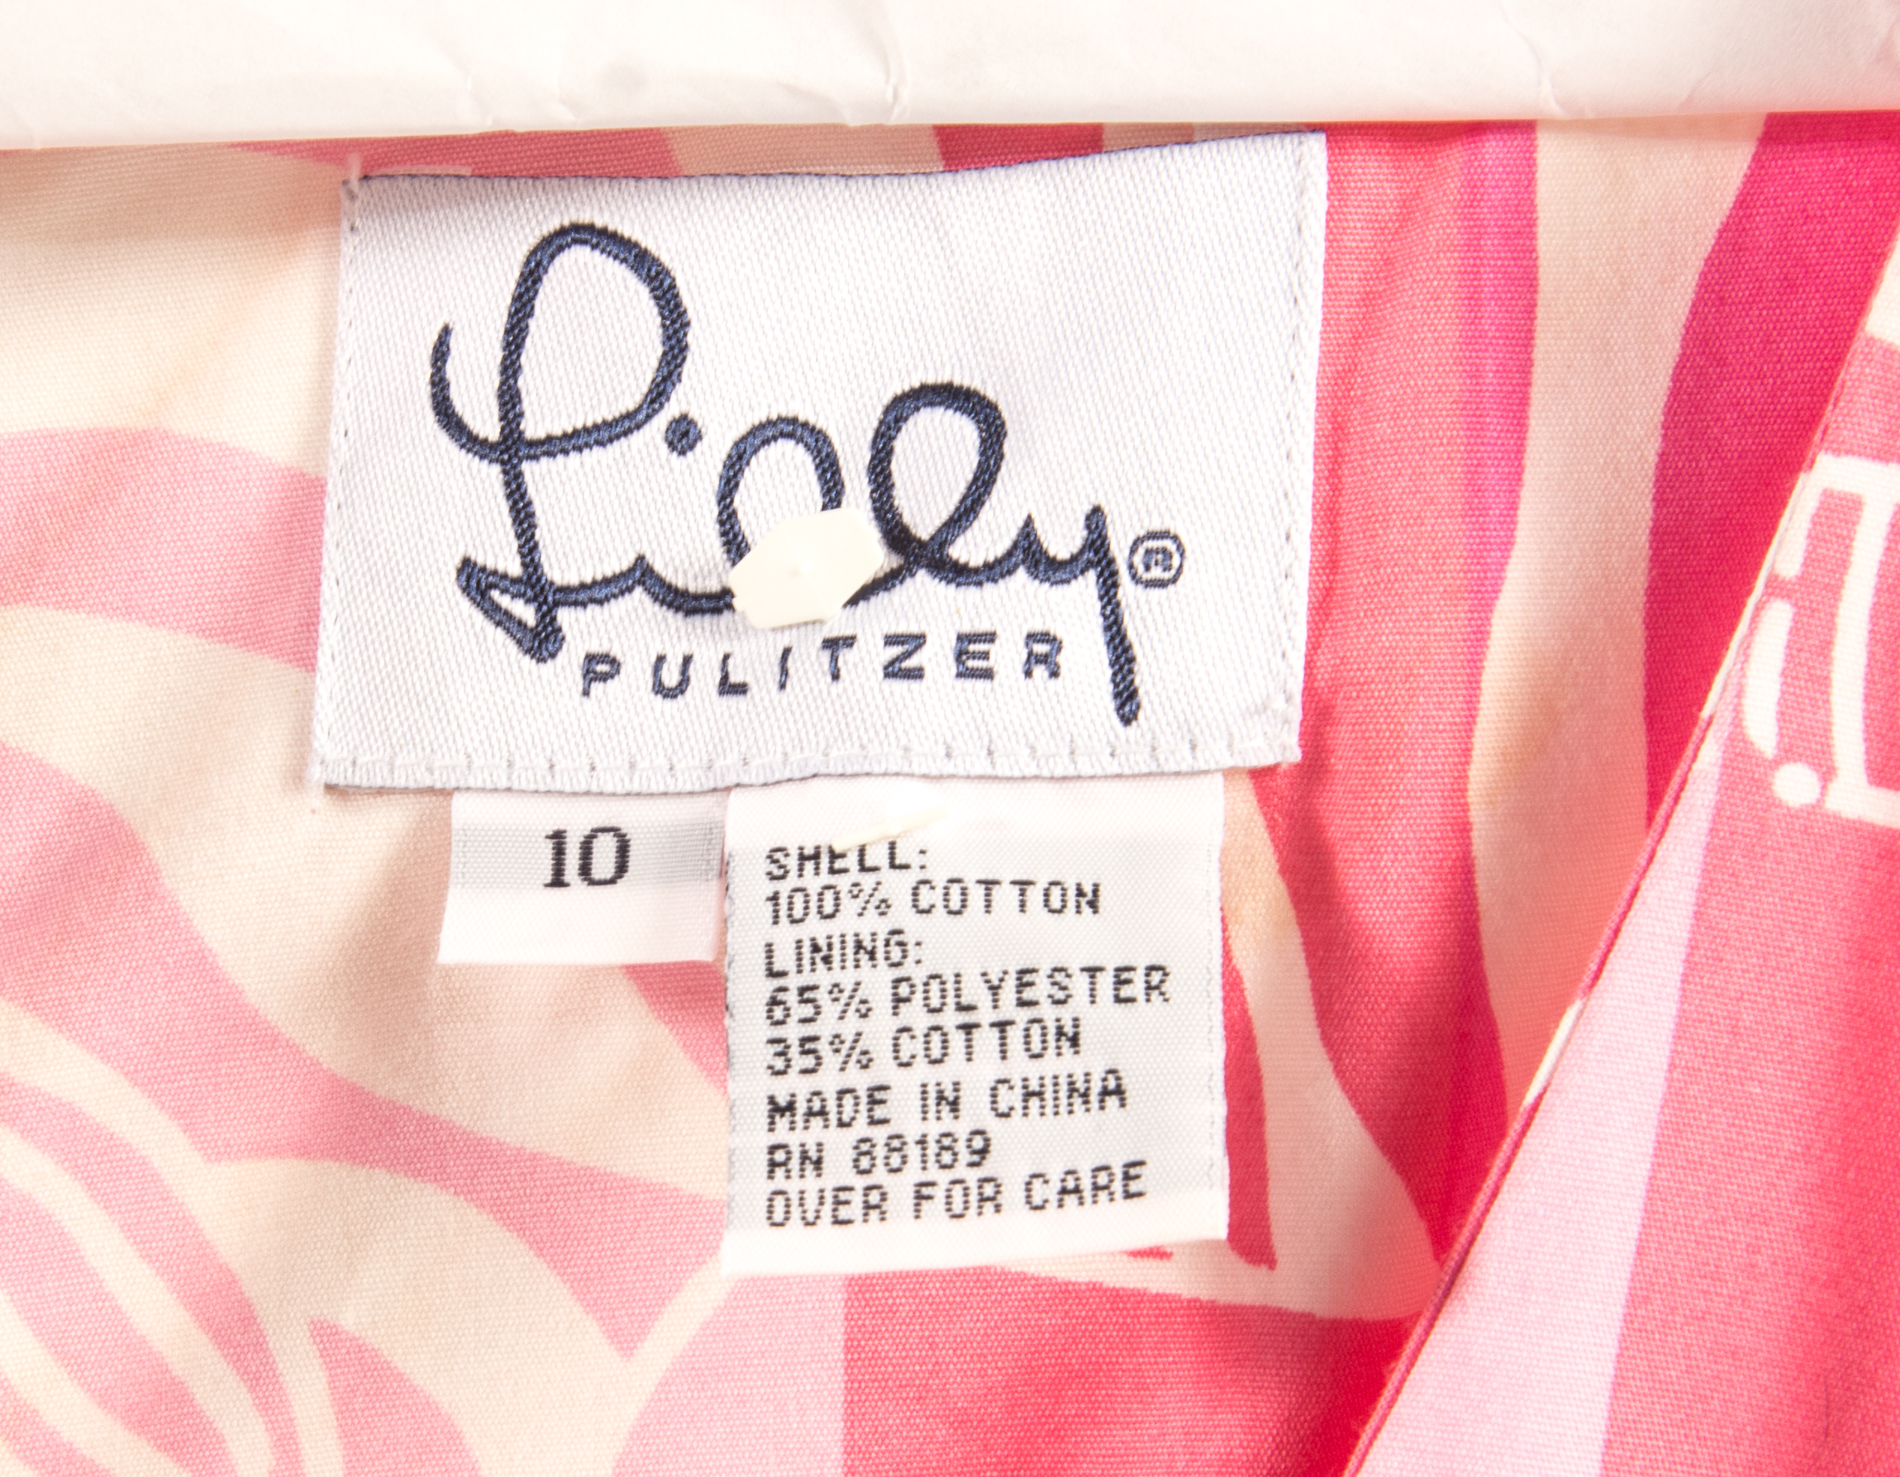 Lilly®
PULITZER
10
SHELL:
100% COTTON
LINING:
65% POLYESTER
35% COTTON
MADE IN CHINA
RN 88189
OVER FOR CARE